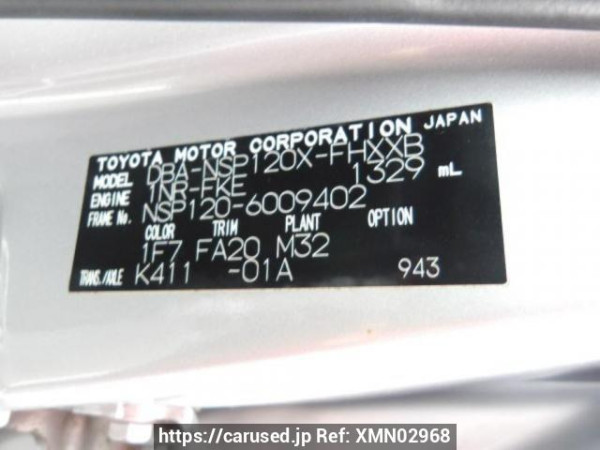 TOYOTA MOTOR CORPORATION JAPAN
MODEL DBA-NSP120X-FHXXB
ENGINE 1NR-FKE 1329 mL
FRAME No. NSP120-6009402
COLOR TRIM PLANT OPTION
1F7 FA20 M32
TRANS./AXLE K411 -01A 943
https://carused.jp Ref: XMN02968